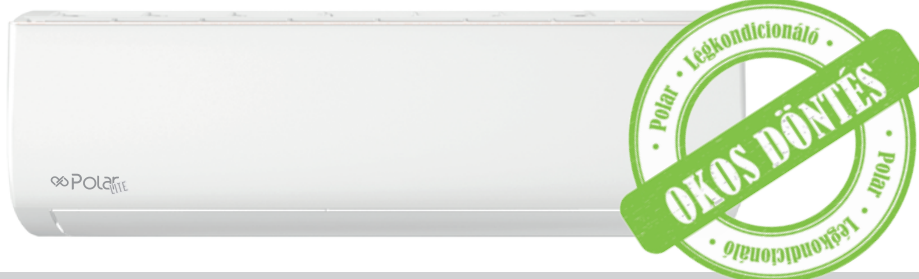 Polar LITE
Polar • Légkondicionáló •
OKOS DÖNTÉS
Polar • Légkondicionáló •